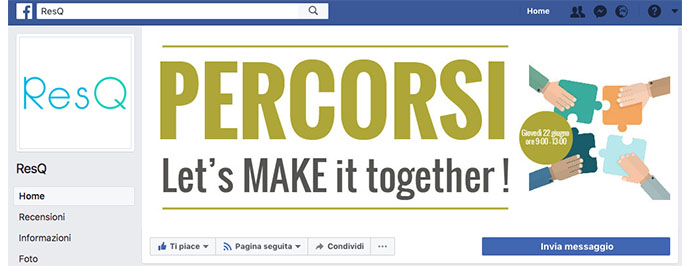 ResQ
Home
ResQ
PERCORSI
Let's MAKE it together !
Giovedì 22 giugno
ore 9:00 - 13:00
ResQ
Home
Recensioni
Informazioni
Foto
Ti piace
Pagina seguita
Condividi
Invia messaggio